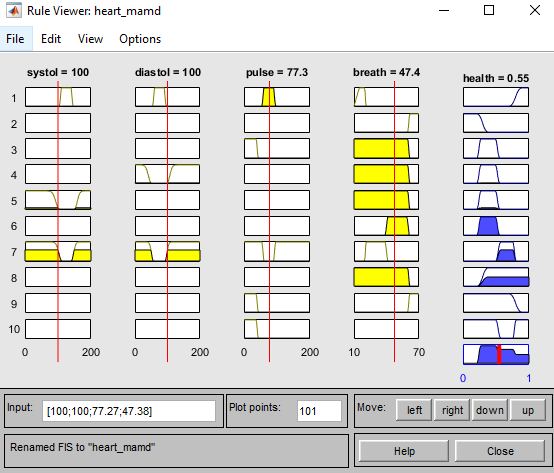 Rule Viewer: heart_mamd
File Edit View Options
systol = 100 diastol = 100 pulse = 77.3 breath = 47.4 health = 0.55
1
2
3
4
5
6
7
8
9
10
0 200 0 200 0 200 10 70
0 1
Input: [100;100;77.27;47.38] Plot points: 101 Move: left right down up
Renamed FIS to "heart_mamd" Help Close